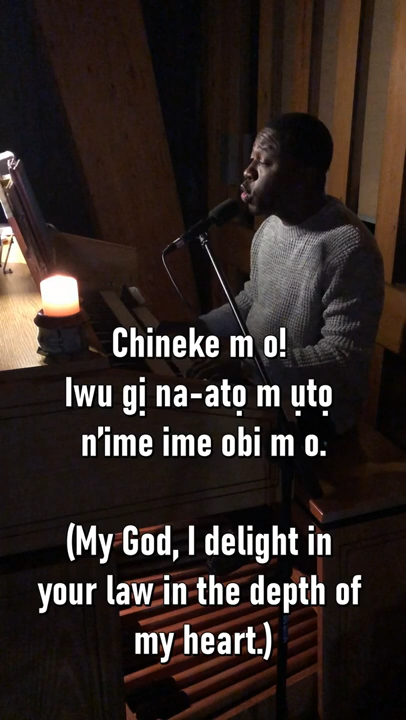 Chineke m o!
Iwu gị na-atọ m ụtọ
n'ime ime obi m o.
(My God, I delight in
your law in the depth of
my heart.)